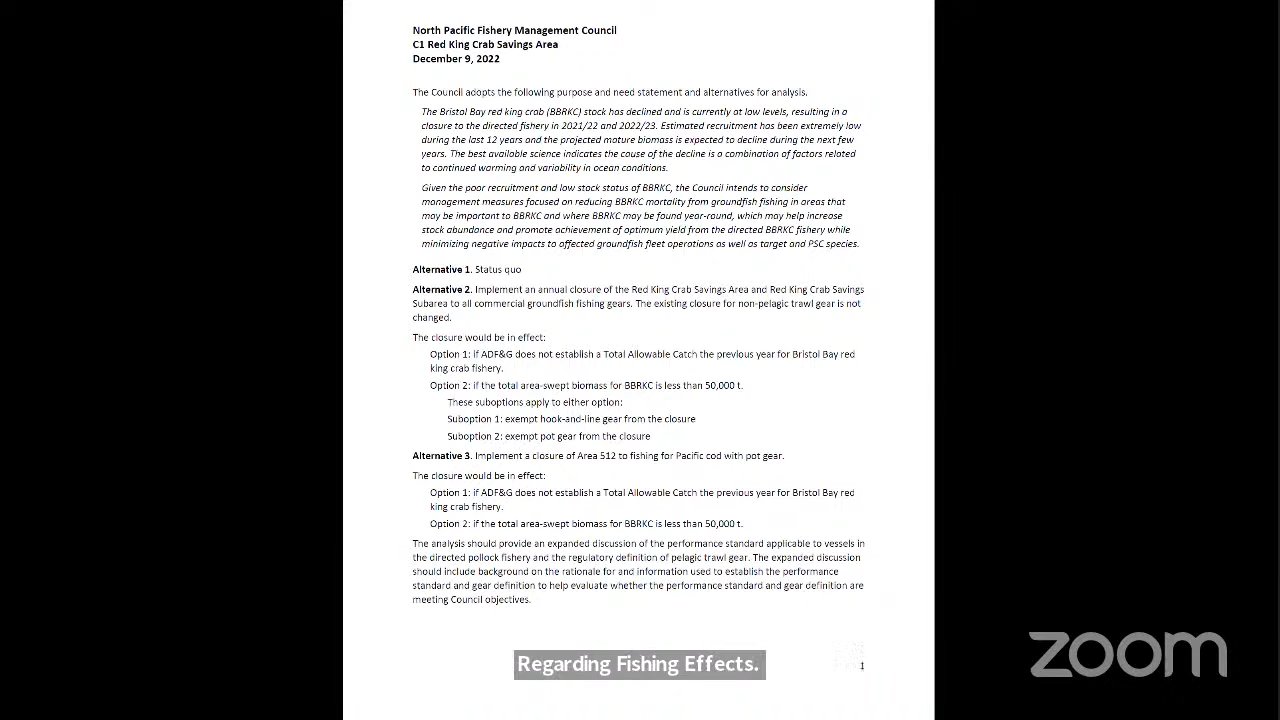 North Pacific Fishery Management Council
C1 Red King Crab Savings Area
December 9, 2022
The Council adopts the following purpose and need statement and alternatives for analysis.
The Bristol Bay red king crab (BBRKC) stock has declined and is currently at low levels, resulting in a
closure to the directed fishery in 2021/22 and 2022/23. Estimated recruitment has been extremely low
during the last 12 years and the projected mature biomass is expected to decline during the next few
years. The best available science indicates the cause of the decline is a combination of factors related
to continued warming and variability in ocean conditions.
Given the poor recruitment and low stock status of BBRKC, the Council intends to consider
management measures focused on reducing BBRKC mortality from groundfish fishing in areas that
may be important to BBRKC and where BBRKC may be found year-round, which may help increase
stock abundance and promote achievement of optimum yield from the directed BBRKC fishery while
minimizing negative impacts to affected groundfish fleet operations as well as target and PSC species.
Alternative 1. Status quo
Alternative 2. Implement an annual closure of the Red King Crab Savings Area and Red King Crab Savings
Subarea to all commercial groundfish fishing gears. The existing closure for non-pelagic trawl gear is not
changed.
The closure would be in effect:
Option 1: if ADF&G does not establish a Total Allowable Catch the previous year for Bristol Bay red
king crab fishery.
Option 2: if the total area-swept biomass for BBRKC is less than 50,000 t.
These suboptions apply to either option:
Suboption 1: exempt hook-and-line gear from the closure
Suboption 2: exempt pot gear from the closure
Alternative 3. Implement a closure of Area 512 to fishing for Pacific cod with pot gear.
The closure would be in effect:
Option 1: if ADF&G does not establish a Total Allowable Catch the previous year for Bristol Bay red
king crab fishery.
Option 2: if the total area-swept biomass for BBRKC is less than 50,000 t.
The analysis should provide an expanded discussion of the performance standard applicable to vessels in
the directed pollock fishery and the regulatory definition of pelagic trawl gear. The expanded discussion
should include background on the rationale for and information used to establish the performance
standard and gear definition to help evaluate whether the performance standard and gear definition are
meeting Council objectives.
Regarding Fishing Effects.
1
zoom